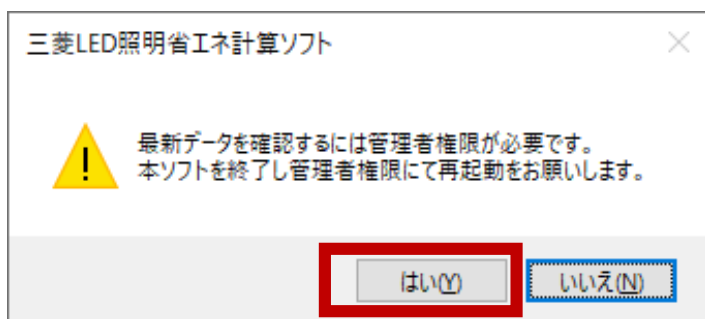 三菱LED照明省エネ計算ソフト
最新データを確認するには管理者権限が必要です。
本ソフトを終了し管理者権限にて再起動をお願いします。
はい(Y)
いいえ(N)